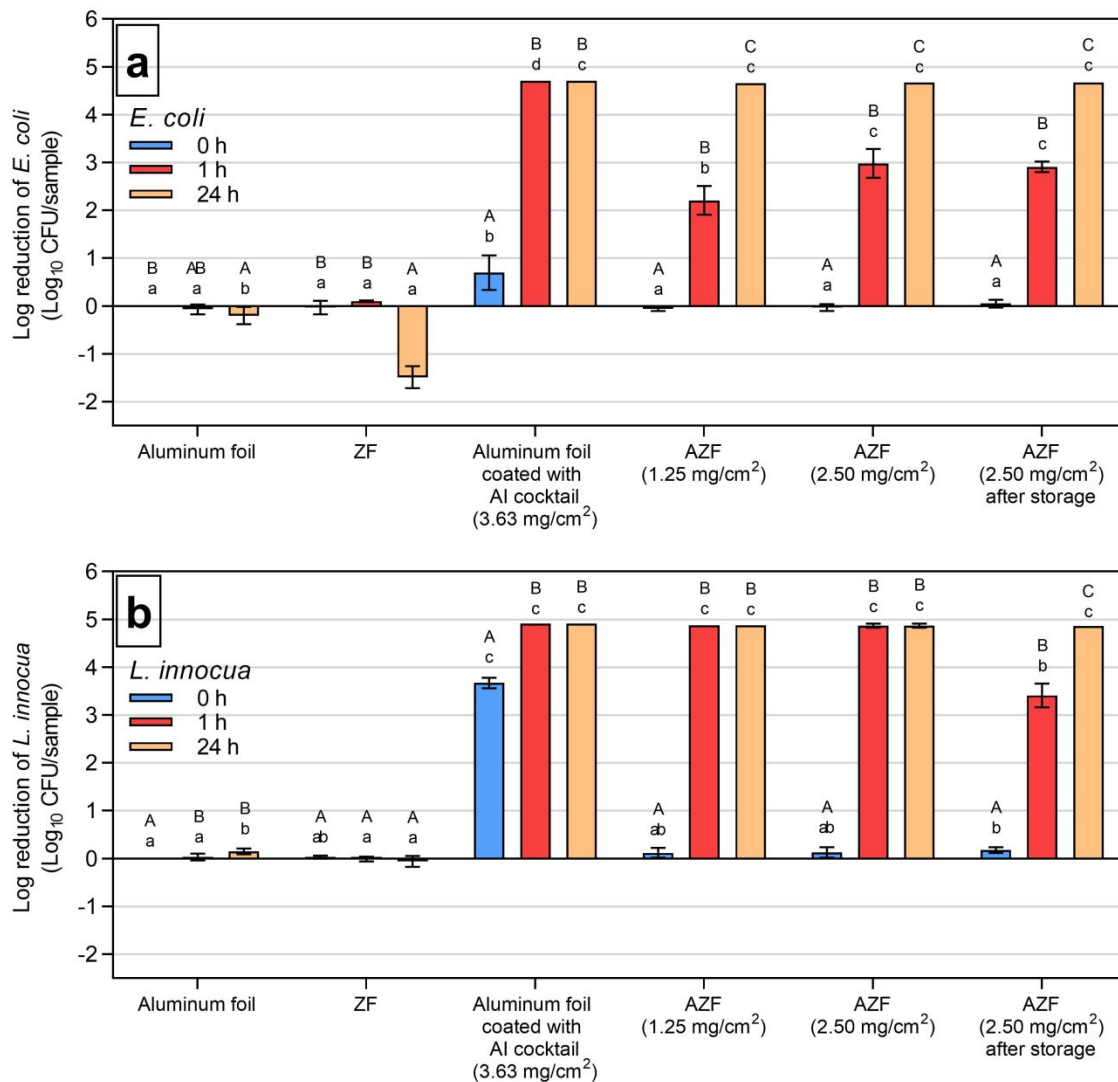 a
E. coli
0 h
1 h
24 h
Log reduction of E. coli
(Log₁₀ CFU/sample)
6
5
4
3
2
1
0
-1
-2
B AB A B B A A B B A B C A B C A B C
a a b a a a b d c a b c a c c a c c
Aluminum foil
ZF
Aluminum foil
coated with
AI cocktail
(3.63 mg/cm²)
AZF
(1.25 mg/cm²)
AZF
(2.50 mg/cm²)
AZF
(2.50 mg/cm²)
after storage
b
L. innocua
0 h
1 h
24 h
Log reduction of L. innocua
(Log₁₀ CFU/sample)
6
5
4
3
2
1
0
-1
-2
A B B A A A A B B A B B A B B A B C
a a b ab a a c c c ab c c ab c c b b c
Aluminum foil
ZF
Aluminum foil
coated with
AI cocktail
(3.63 mg/cm²)
AZF
(1.25 mg/cm²)
AZF
(2.50 mg/cm²)
AZF
(2.50 mg/cm²)
after storage